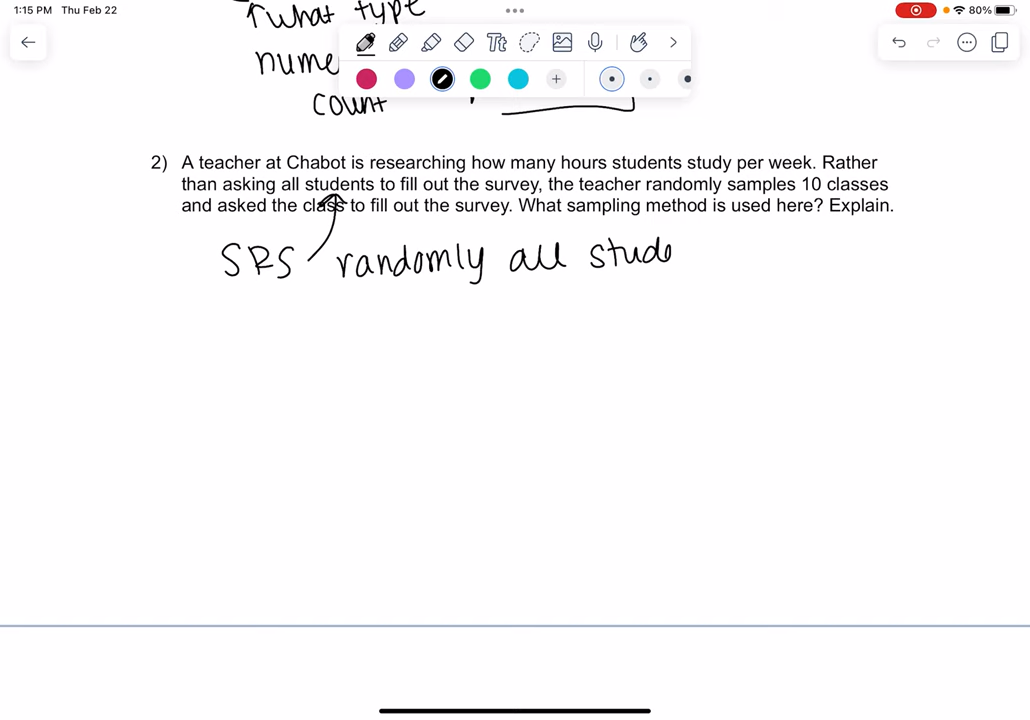 1:15 PM Thu Feb 22
80%
what type
nume
Tt
count
2) A teacher at Chabot is researching how many hours students study per week. Rather
than asking all students to fill out the survey, the teacher randomly samples 10 classes
and asked the class to fill out the survey. What sampling method is used here? Explain.
SRS randomly all stude